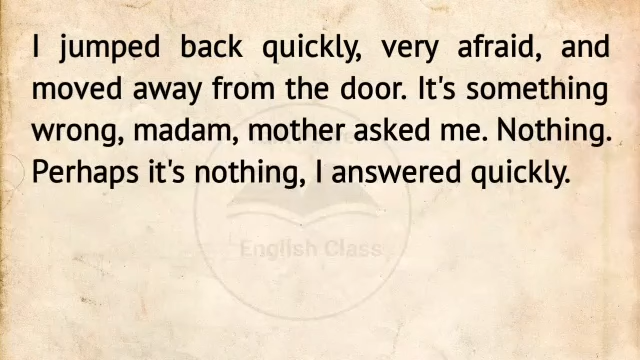 I jumped back quickly, very afraid, and
moved away from the door. It's something
wrong, madam, mother asked me. Nothing.
Perhaps it's nothing, I answered quickly.
English Class